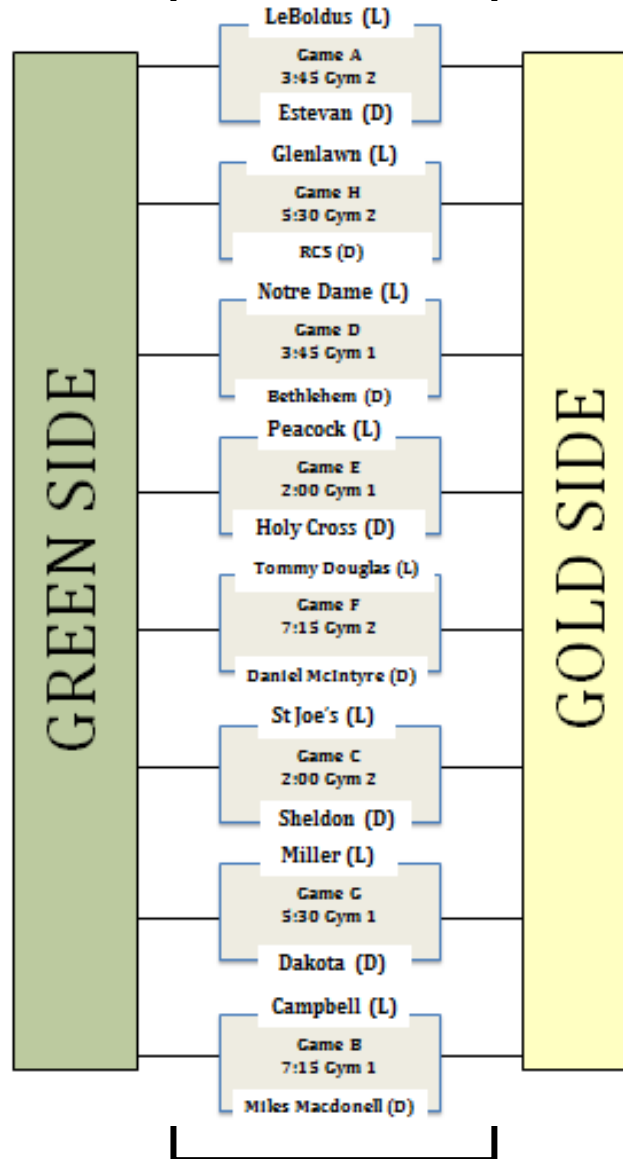 GREEN SIDE
LeBoldus (L)
Game A
3:45 Gym 2
Estevan (D)
Glenlawn (L)
Game H
5:30 Gym 2
RCS (D)
Notre Dame (L)
Game D
3:45 Gym 1
Bethlehem (D)
Peacock (L)
Game E
2:00 Gym 1
Holy Cross (D)
Tommy Douglas (L)
Game F
7:15 Gym 2
Daniel McIntyre (D)
St Joe's (L)
Game C
2:00 Gym 2
Sheldon (D)
Miller (L)
Game G
5:30 Gym 1
Dakota (D)
Campbell (L)
Game B
7:15 Gym 1
Miles Macdonell (D)
GOLD SIDE